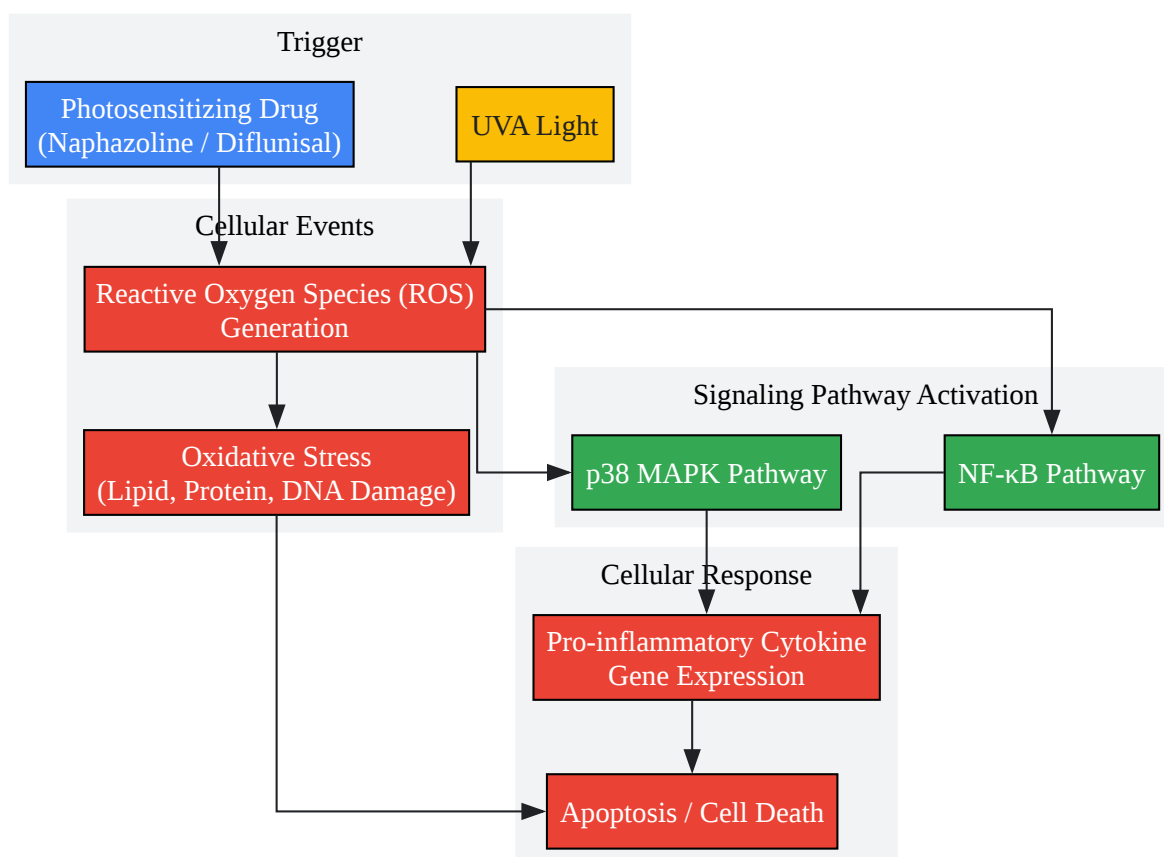 Trigger
Photosensitizing Drug
(Naphazoline / Diflunisal)
UVA Light
Cellular Events
Reactive Oxygen Species (ROS)
Generation
Signaling Pathway Activation
Oxidative Stress
(Lipid, Protein, DNA Damage)
p38 MAPK Pathway
NF-κB Pathway
Cellular Response
Pro-inflammatory Cytokine
Gene Expression
Apoptosis / Cell Death